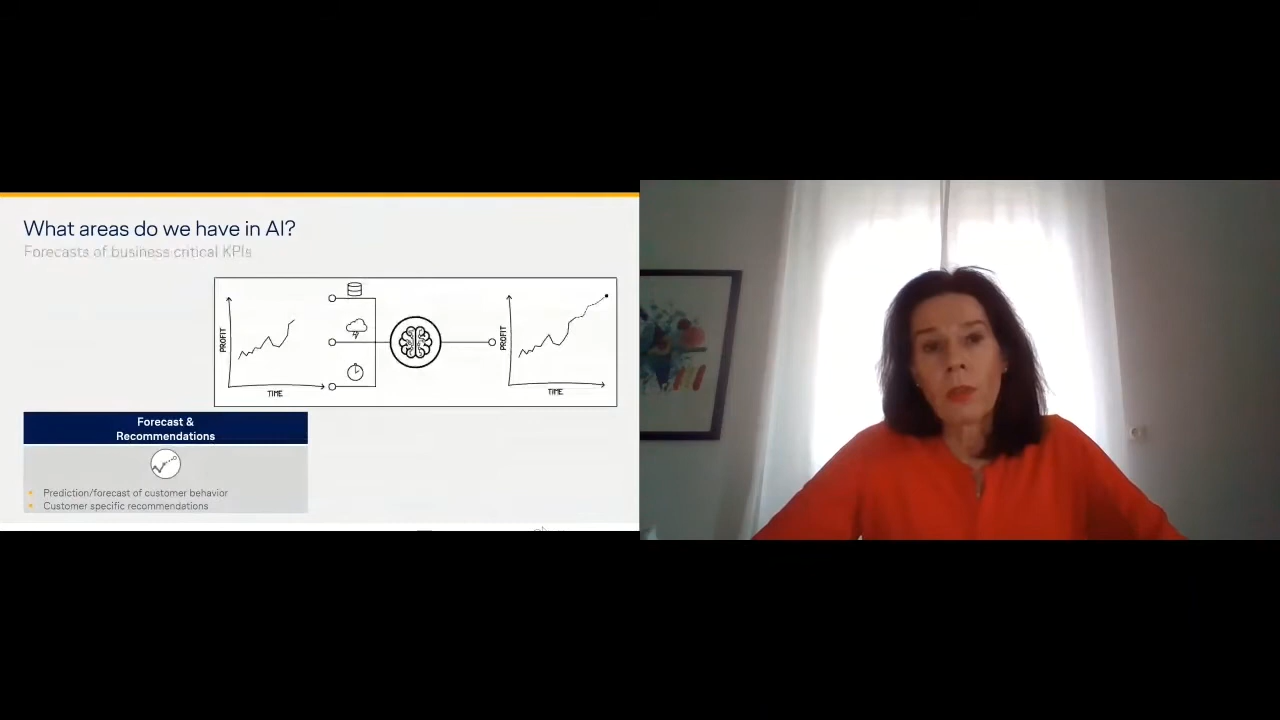 What areas do we have in AI?
Forecasts of business critical KPIs
PROFIT
TIME
PROFIT
TIME
Forecast &
Recommendations
Prediction/forecast of customer behavior
Customer specific recommendations